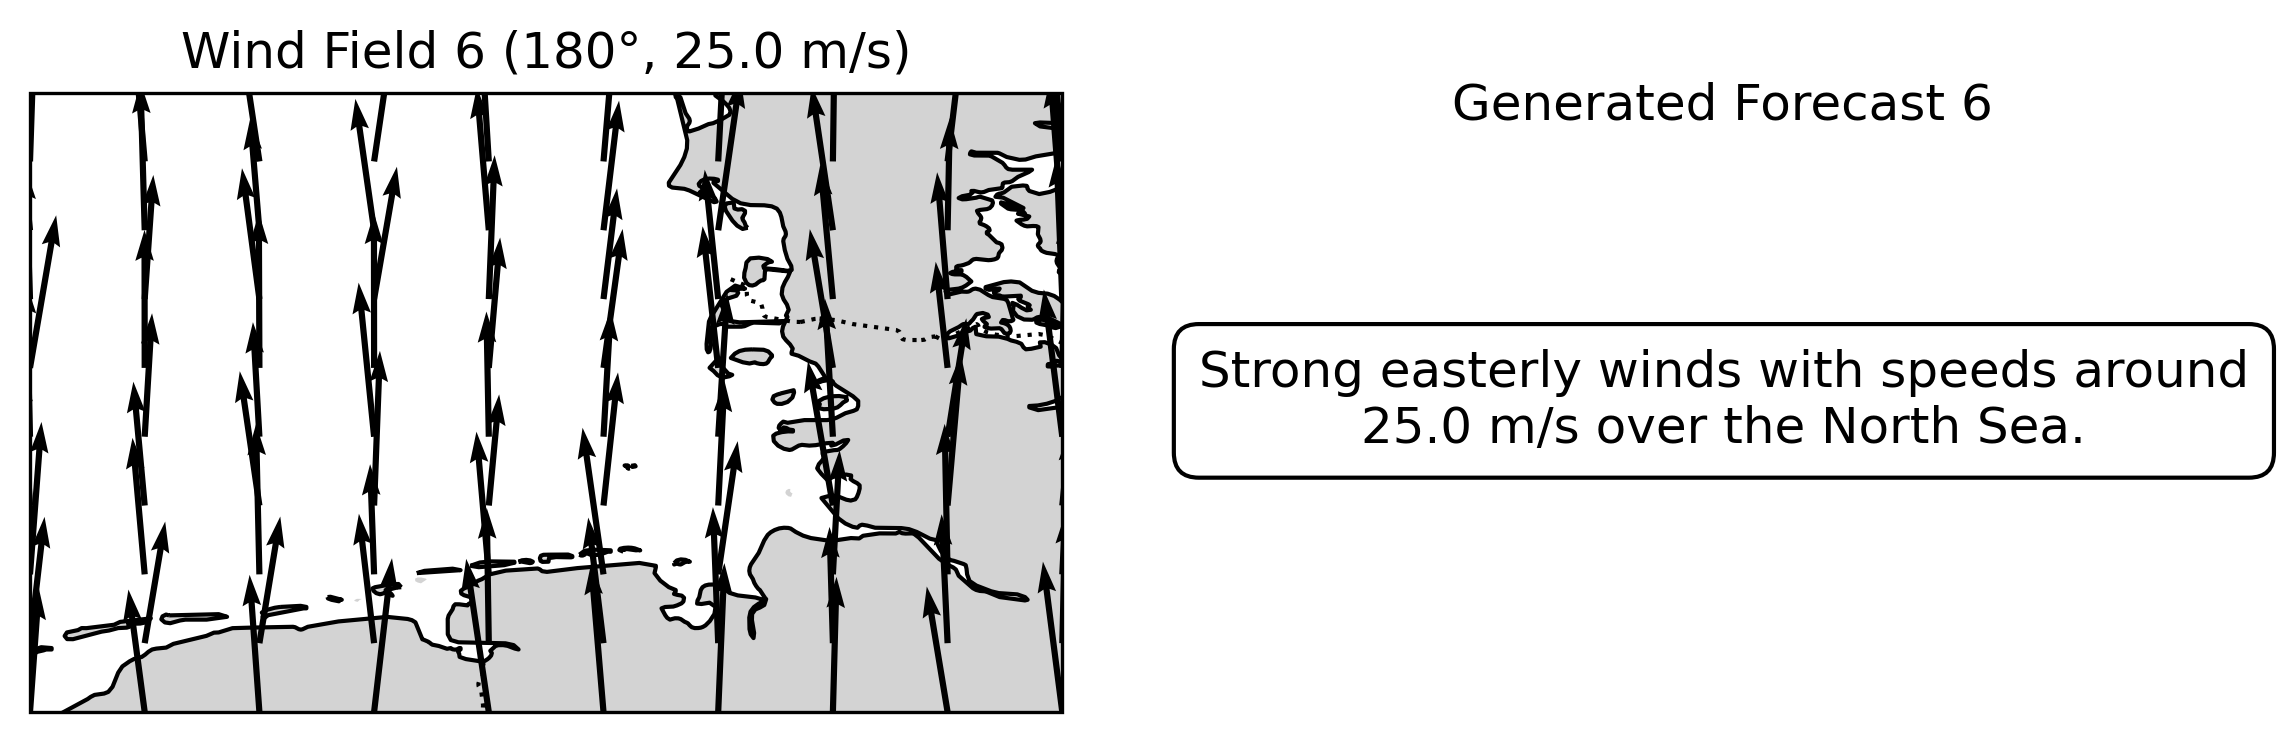 Wind Field 6 (180°, 25.0 m/s)
Generated Forecast 6
Strong easterly winds with speeds around
25.0 m/s over the North Sea.